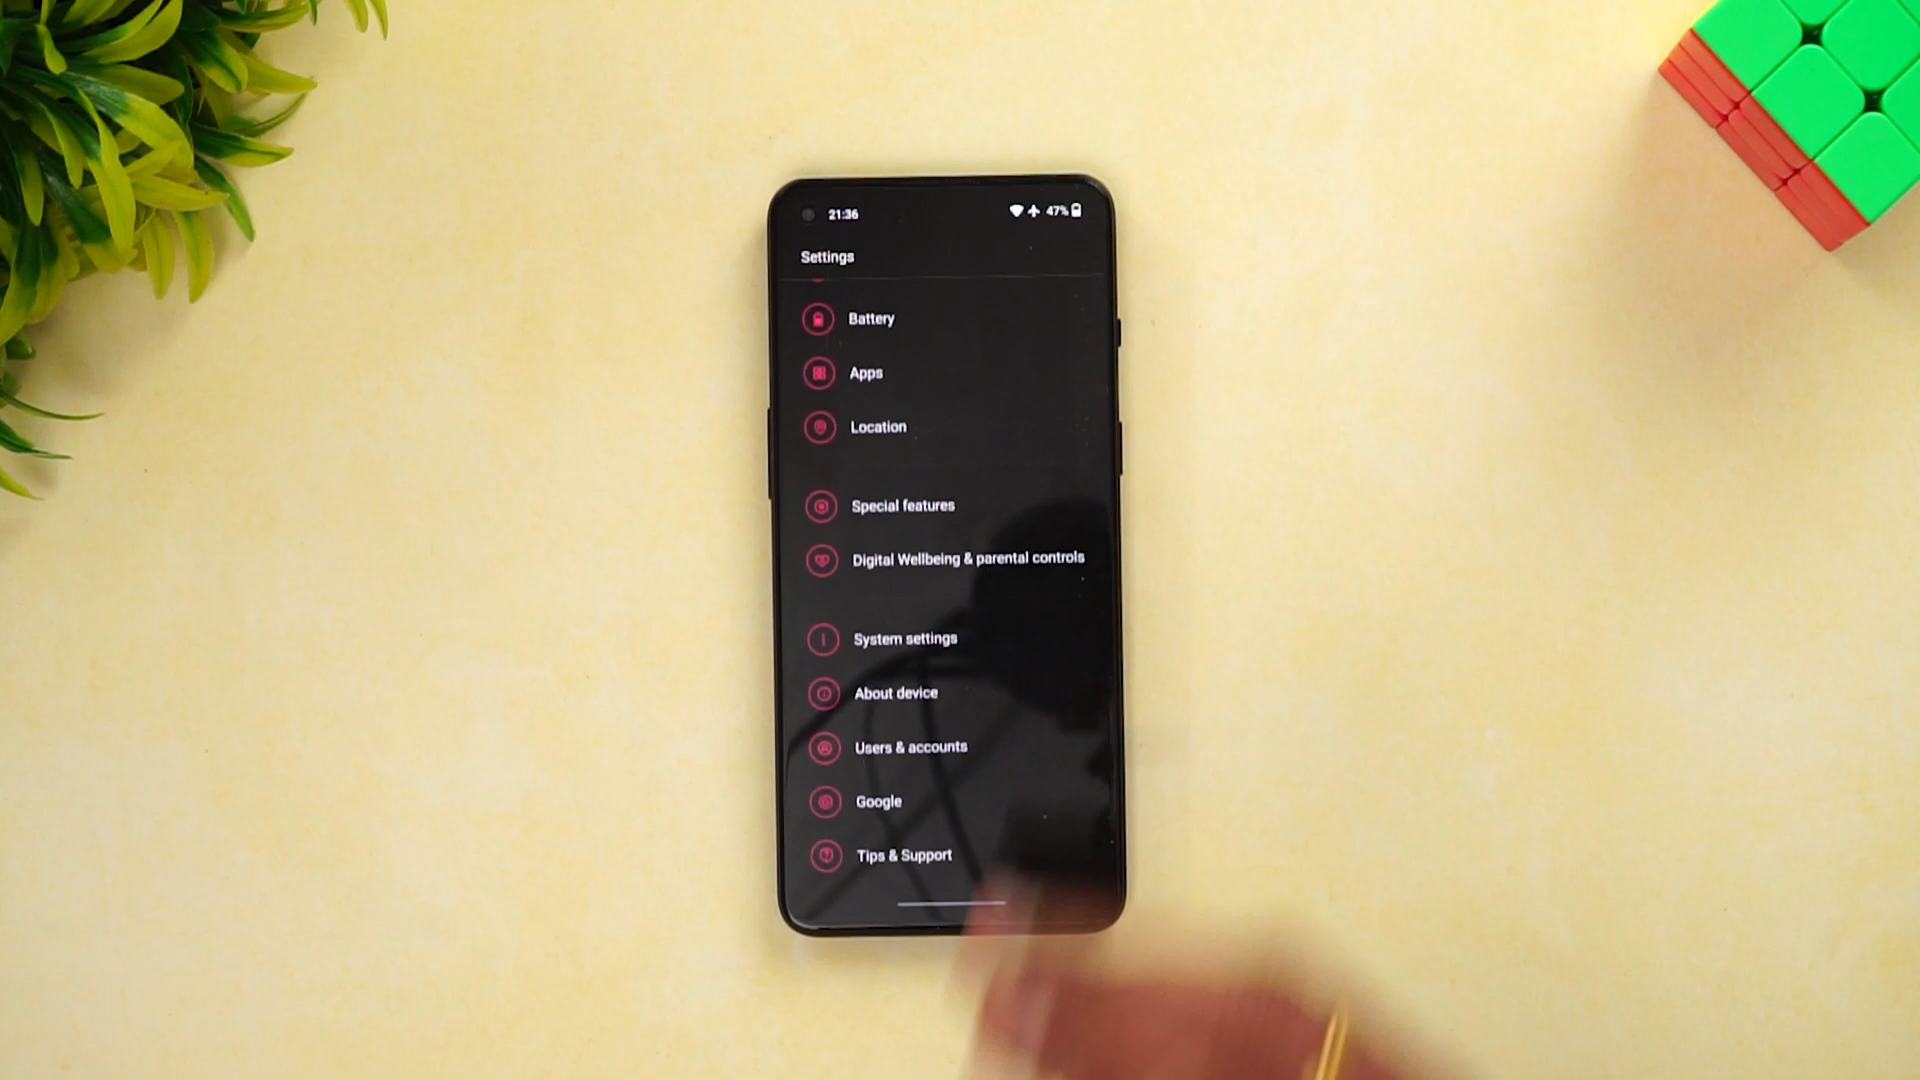 21:36
47%
Settings
Battery
Apps
Location
Special features
Digital Wellbeing & parental controls
System settings
About device
Users & accounts
Google
Tips & Support